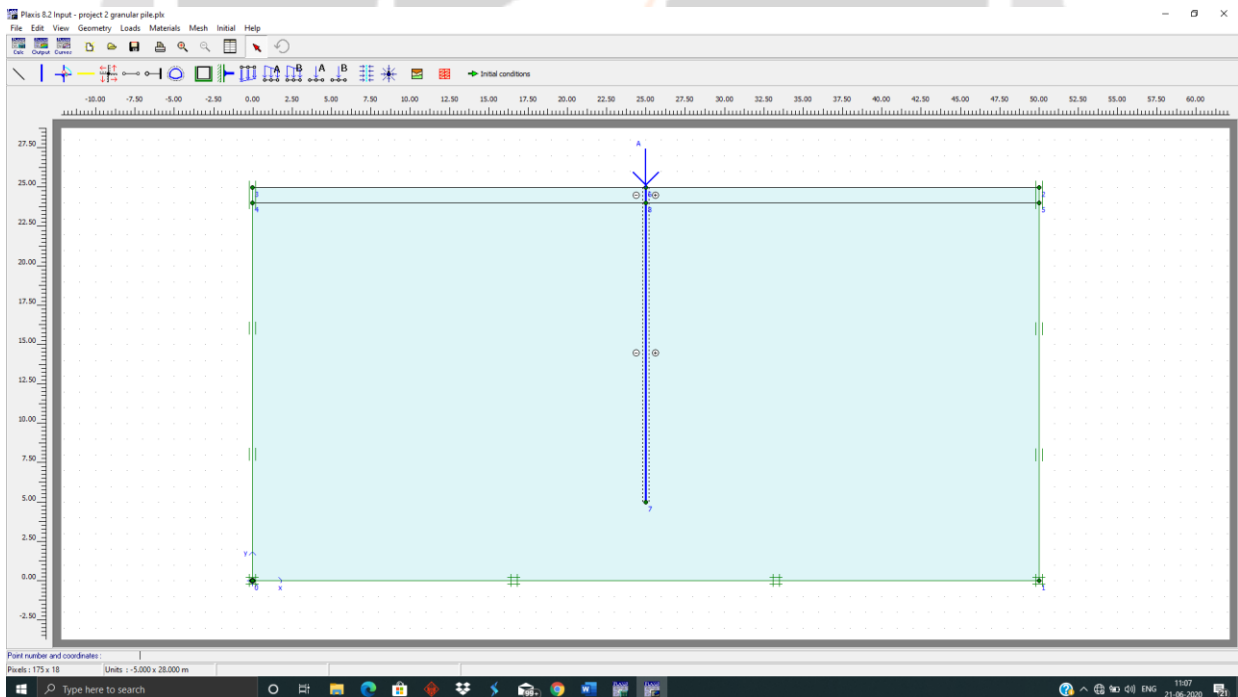 Plaxis 8.2 Input - project 2 granular pile.plx
File Edit View Geometry Loads Materials Mesh Initial Help
Calc Output Curves
A B A B Initial conditions
-10.00 -7.50 -5.00 -2.50 0.00 2.50 5.00 7.50 10.00 12.50 15.00 17.50 20.00 22.50 25.00 27.50 30.00 32.50 35.00 37.50 40.00 42.50 45.00 47.50 50.00 52.50 55.00 57.50 60.00
27.50
A
25.00
3 6 2
4 8 5
22.50
20.00
17.50
15.00
12.50
10.00
7.50
5.00
7
2.50
y
0.00
0 x 1
-2.50
Point number and coordinates :
Pixels : 175 x 18 Units : -5.000 x 28.000 m
Type here to search
99+
ENG
11:07
21-06-2020
21